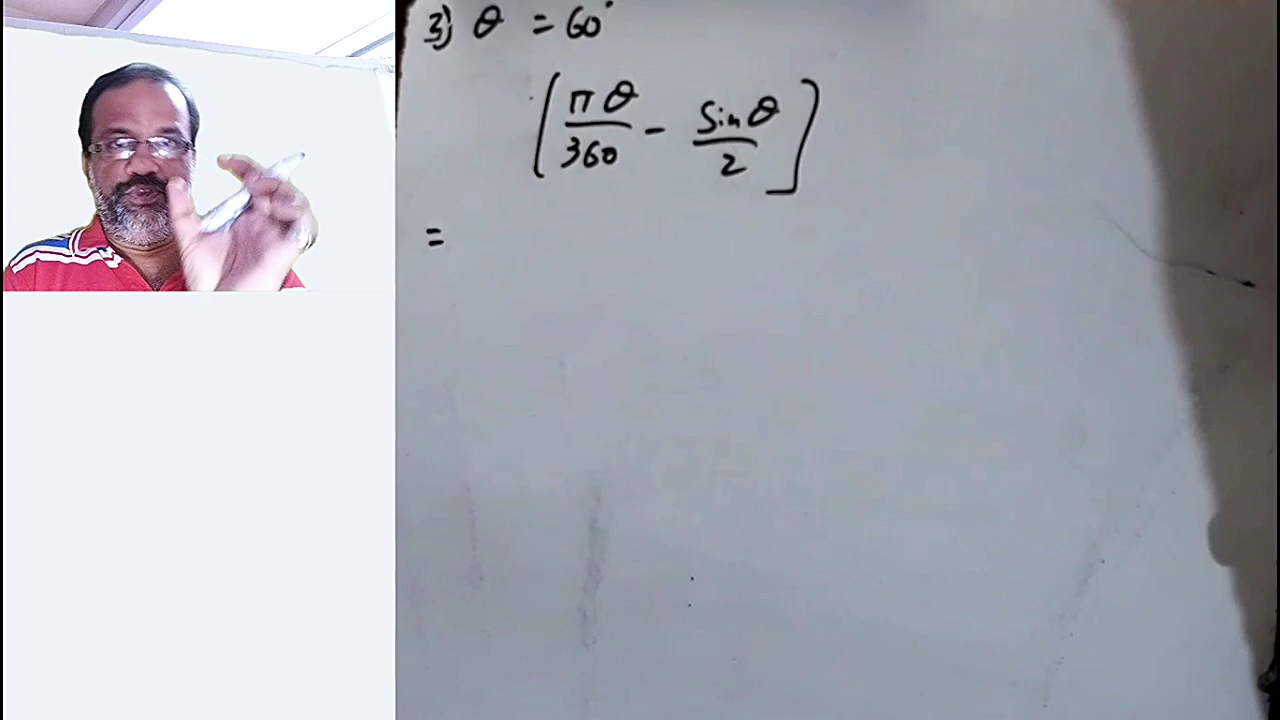 3) θ = 60°
[πθ/360 - Sinθ/2]
=